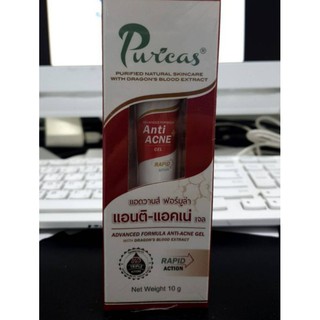 Puricas®
PURIFIED NATURAL SKINCARE
WITH DRAGON'S BLOOD EXTRACT
Anti
ACNE
GEL
RAPID
แอดวานส์ ฟอร์มูล่า
แอนติ-แอคเน่ เจล
ADVANCED FORMULA ANTI-ACNE GEL
WITH DRAGON'S BLOOD EXTRACT
RAPID
ACTION
Net Weight 10 g